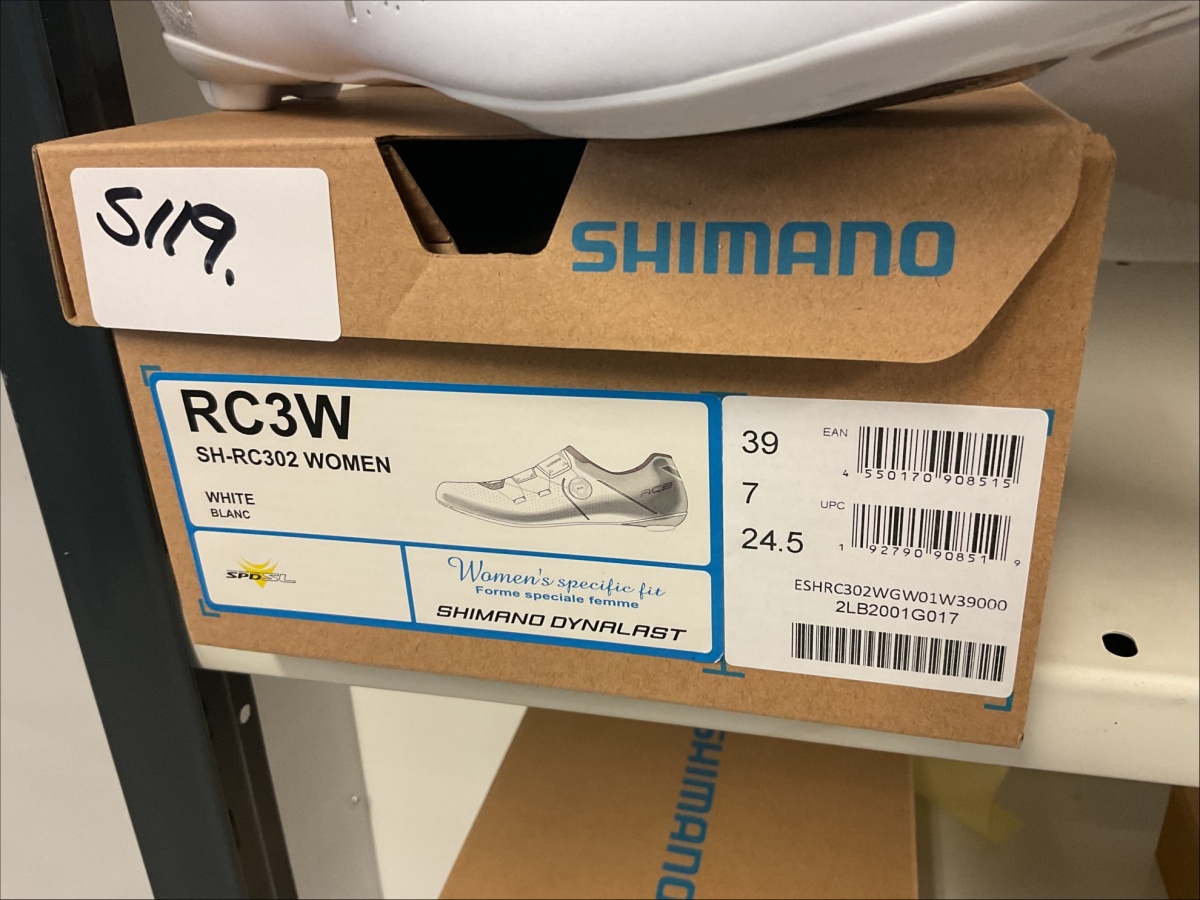 S119.
SHIMANO
RC3W
SH-RC302 WOMEN
WHITE
BLANC
RC3
SPD-SL
Women's specific fit
Forme speciale femme
SHIMANO DYNALAST
39
7
24.5
EAN
4 550170 908515
UPC
1 92790 90851 9
ESHRC302WGW01W39000
2LB2001G017
SHIMANO